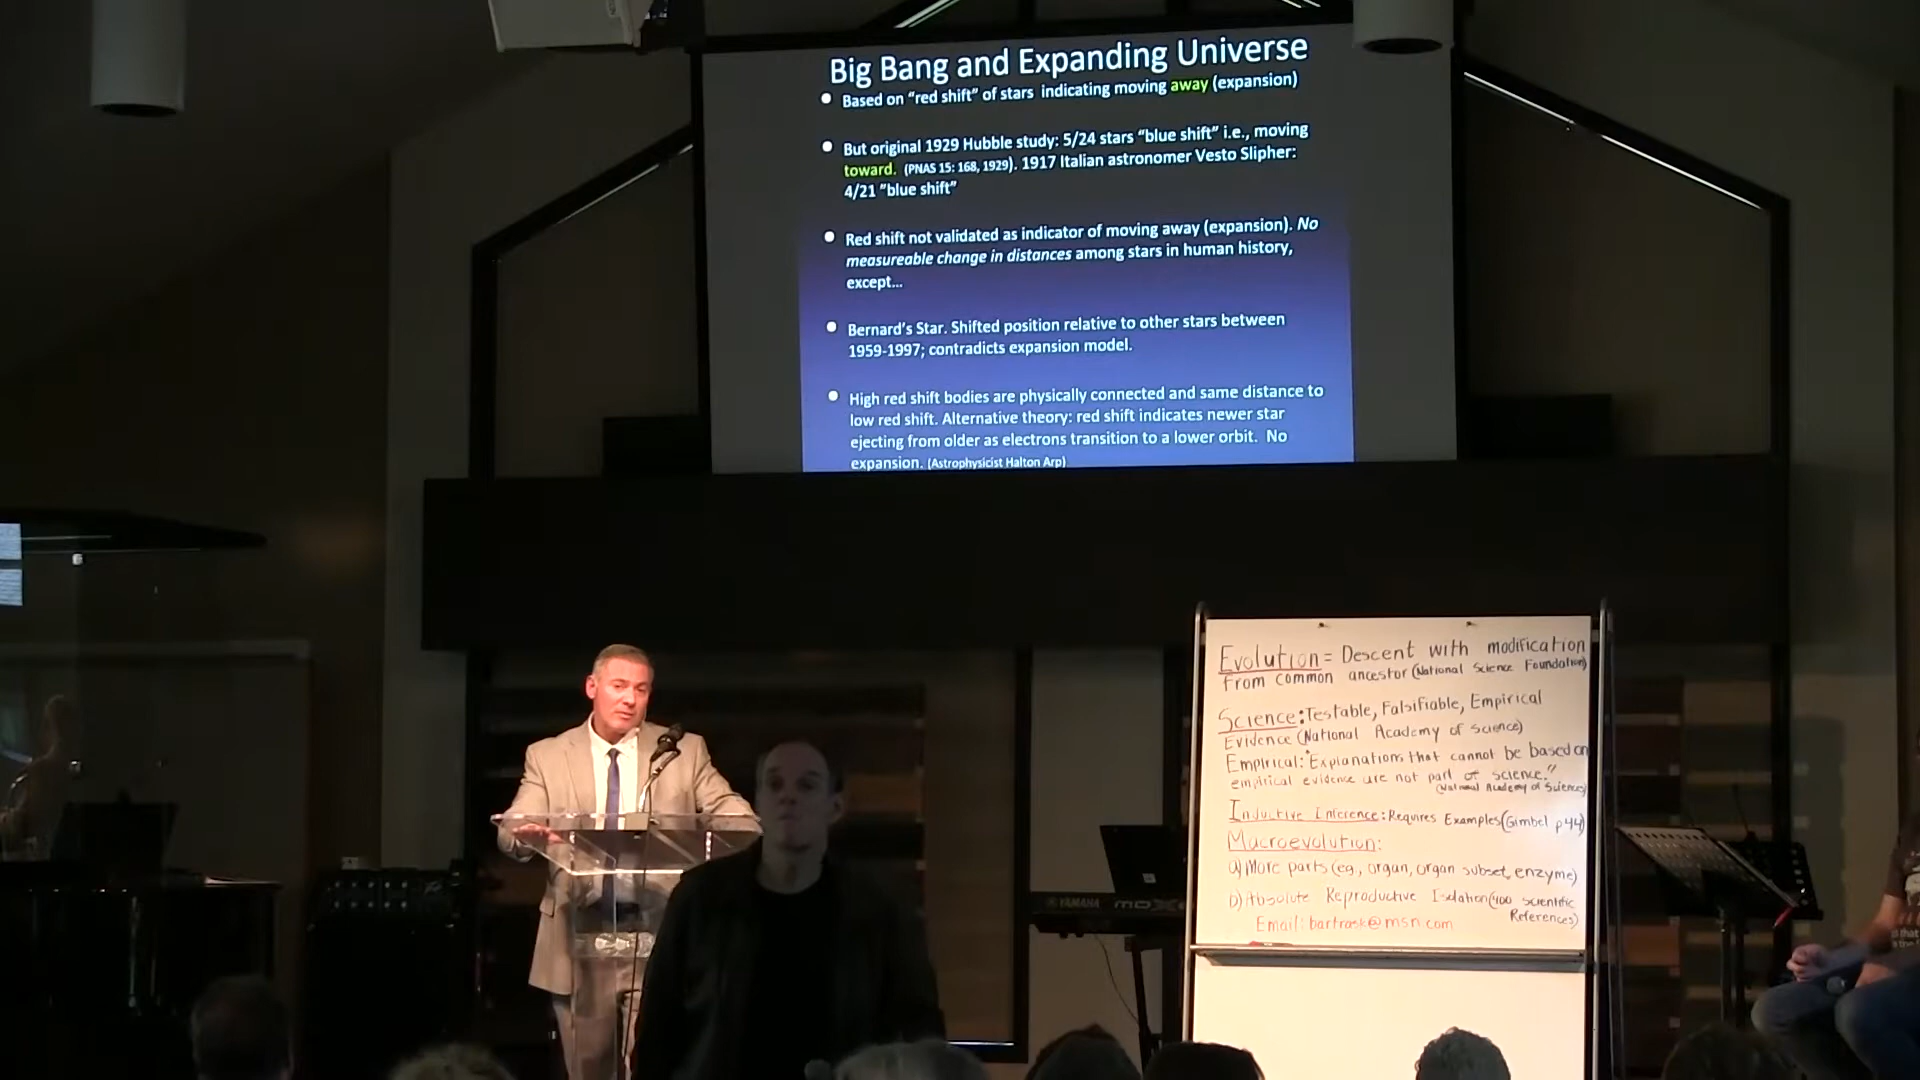 Big Bang and Expanding Universe
Based on “red shift” of stars indicating moving away (expansion)
But original 1929 Hubble study: 5/24 stars “blue shift” i.e., moving
toward. (PNAS 15: 168, 1929). 1917 Italian astronomer Vesto Slipher:
4/21 ”blue shift”
Red shift not validated as indicator of moving away (expansion). No
measureable change in distances among stars in human history,
except...
Bernard’s Star. Shifted position relative to other stars between
1959-1997; contradicts expansion model.
High red shift bodies are physically connected and same distance to
low red shift. Alternative theory: red shift indicates newer star
ejecting from older as electrons transition to a lower orbit. No
expansion. (Astrophysicist Halton Arp)
Evolution = Descent with modification
from common ancestor (National Science Foundation)
Science: Testable, Falsifiable, Empirical
Evidence (National Academy of Science)
Empirical: "Explanations that cannot be based on
empirical evidence are not part of science."
(National Academy of Science)
Inductive Inference: Requires Examples (Gimbel p44)
Macroevolution:
a) More parts (eg, organ, organ subset, enzyme)
b) Absolute Reproductive Isolation (400 scientific
References)
Email: bartrask@msn.com
YAMAHA